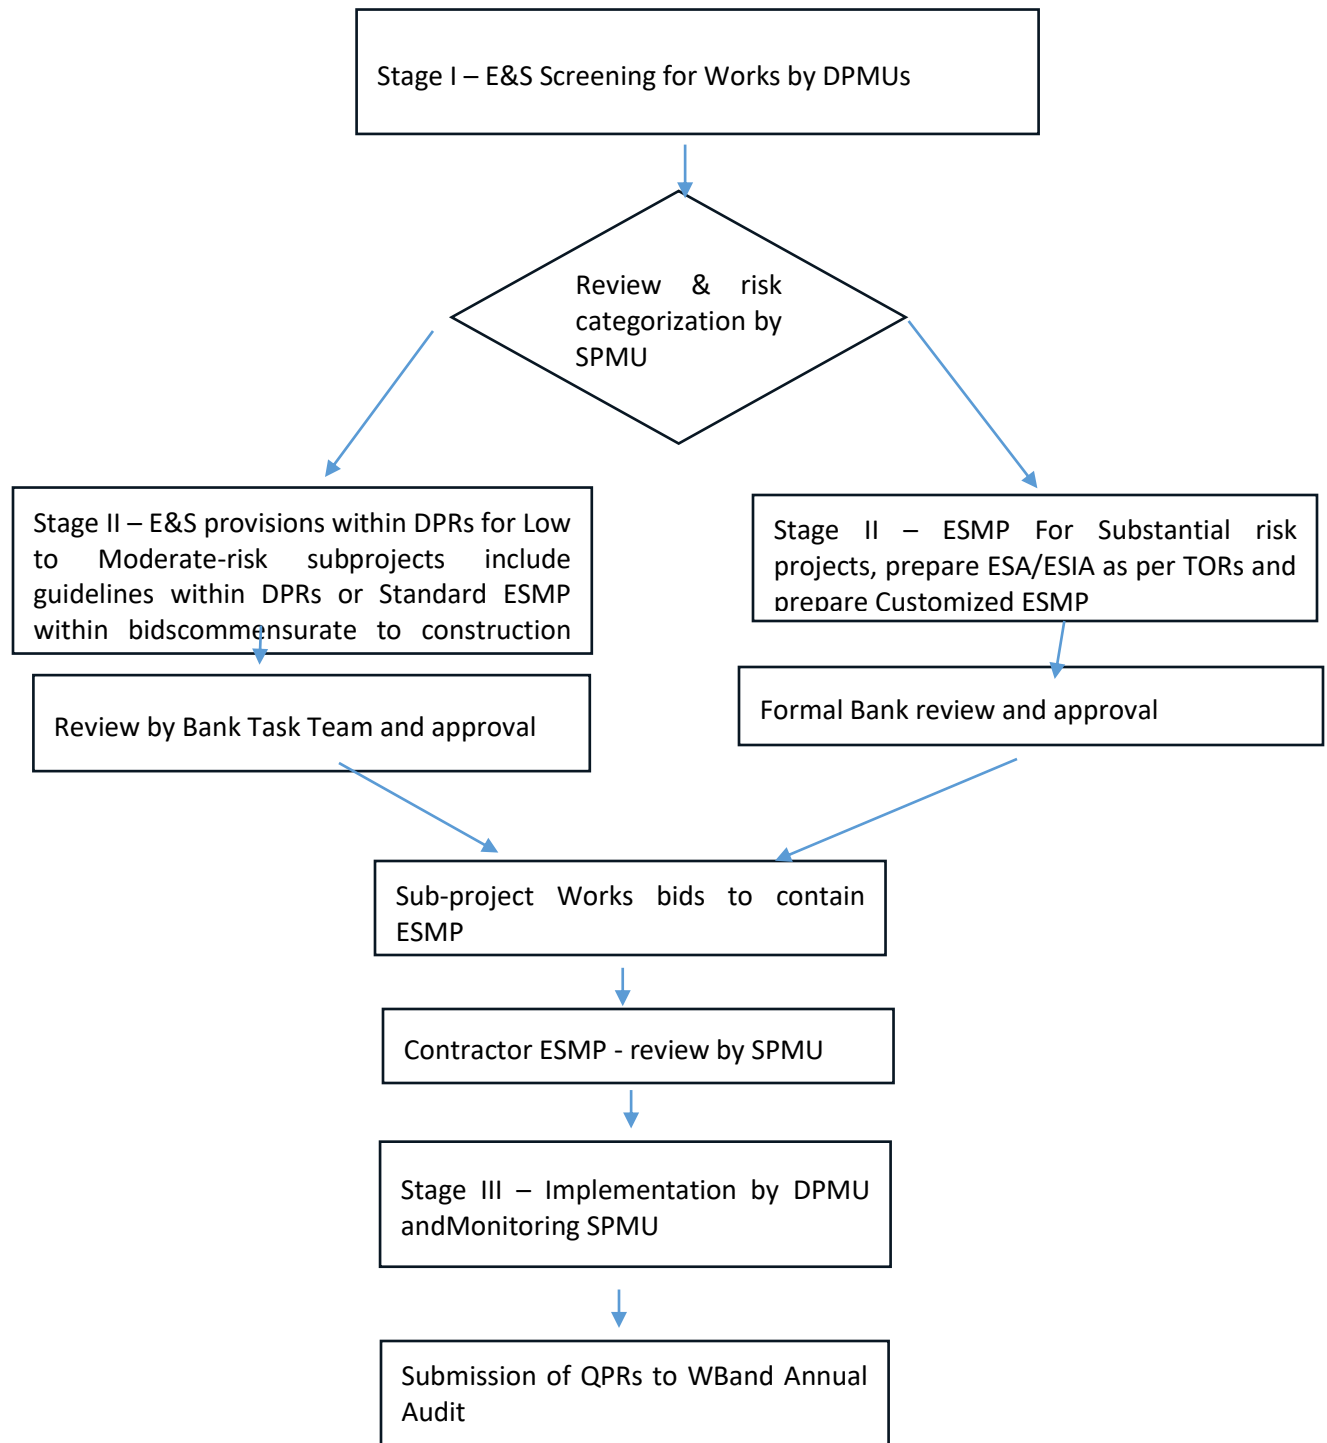 Stage I – E&S Screening for Works by DPMUs
Review & risk
categorization by
SPMU
Stage II – E&S provisions within DPRs for Low
to Moderate-risk subprojects include
guidelines within DPRs or Standard ESMP
within bidscommensurate to construction
Stage II – ESMP For Substantial risk
projects, prepare ESA/ESIA as per TORs and
prepare Customized ESMP
Review by Bank Task Team and approval
Formal Bank review and approval
Sub-project Works bids to contain
ESMP
Contractor ESMP - review by SPMU
Stage III – Implementation by DPMU
andMonitoring SPMU
Submission of QPRs to WBand Annual
Audit